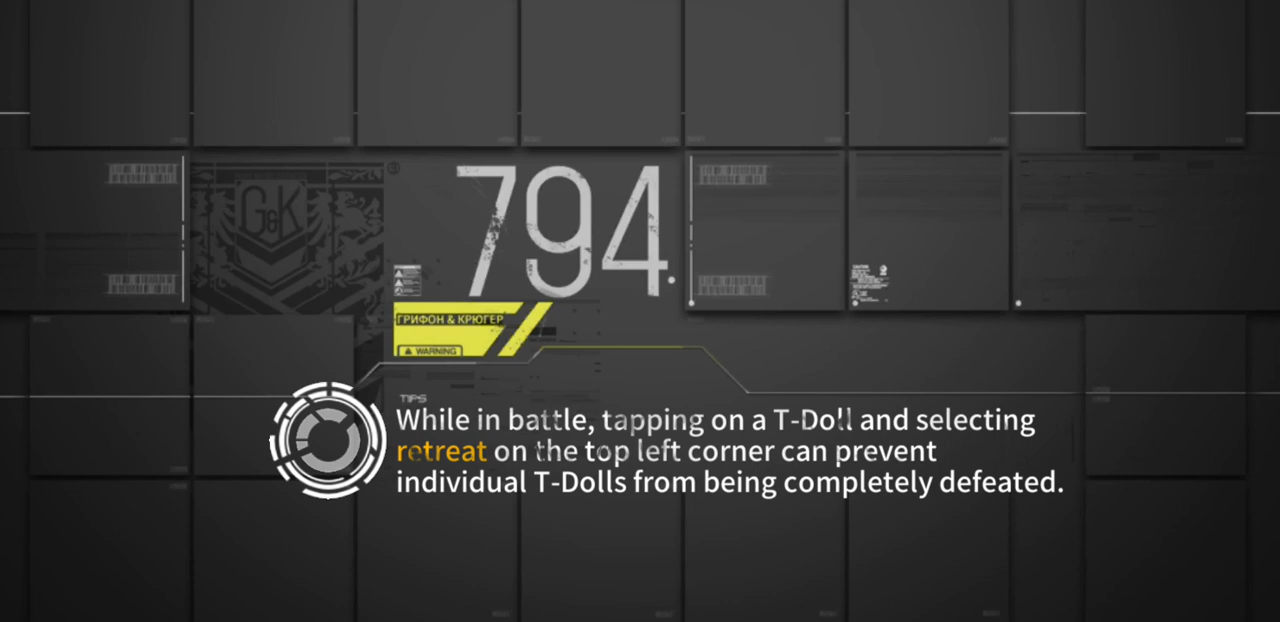 G&K
794.
ГРИФОН & КРЮГЕР
WARNING
TIPS
While in battle, tapping on a T-Doll and selecting
retreat on the top left corner can prevent
individual T-Dolls from being completely defeated.